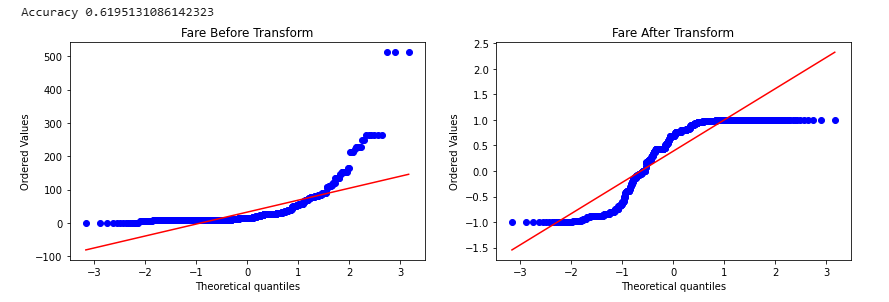 Accuracy 0.6195131086142323
Fare Before Transform
500
400
300
200
100
0
−100
Ordered Values
−3 −2 −1 0 1 2 3
Theoretical quantiles
Fare After Transform
2.5
2.0
1.5
1.0
0.5
0.0
−0.5
−1.0
−1.5
Ordered Values
−3 −2 −1 0 1 2 3
Theoretical quantiles